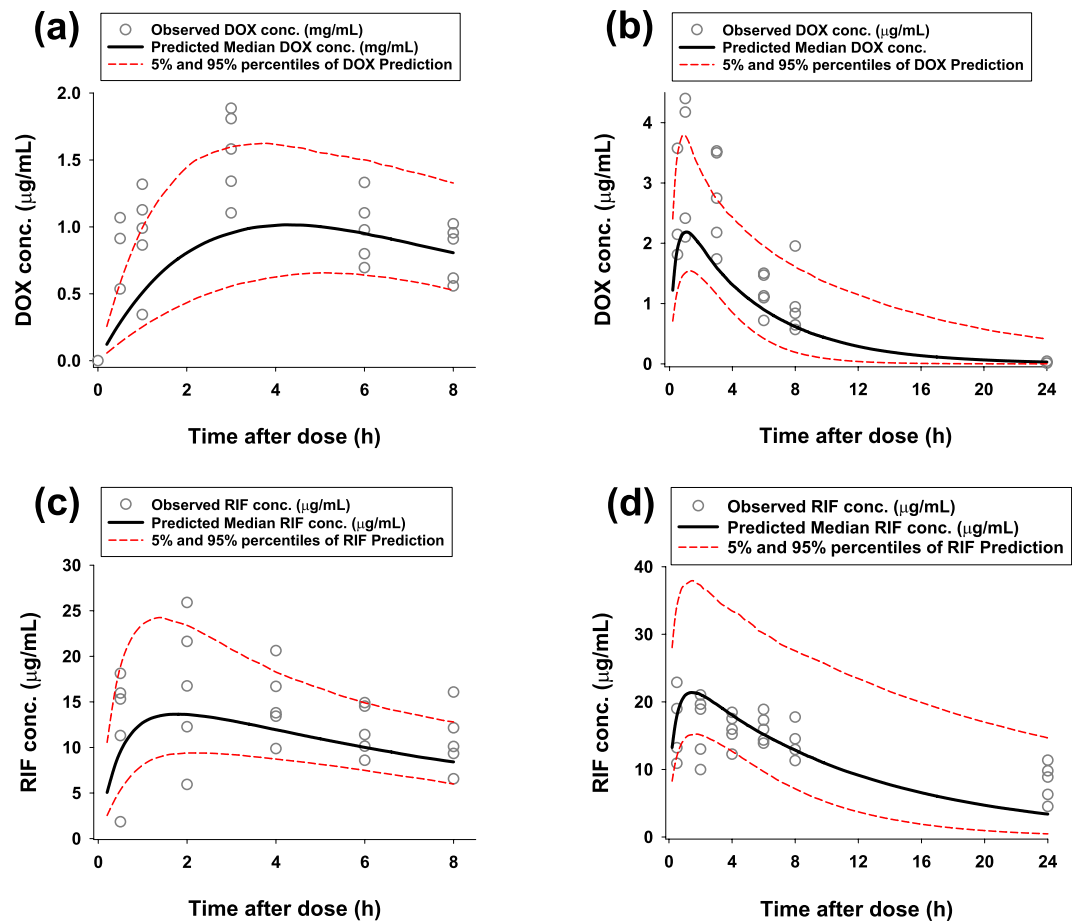 (a)
Observed DOX conc. (mg/mL)
Predicted Median DOX conc. (mg/mL)
5% and 95% percentiles of DOX Prediction
DOX conc. (μg/mL)
2.0
1.5
1.0
0.5
0.0
0 2 4 6 8
Time after dose (h)
(b)
Observed DOX conc. (μg/mL)
Predicted Median DOX conc.
5% and 95% percentiles of DOX Prediction
DOX conc. (μg/mL)
4
3
2
1
0
0 4 8 12 16 20 24
Time after dose (h)
(c)
Observed RIF conc. (μg/mL)
Predicted Median RIF conc. (μg/mL)
5% and 95% percentiles of RIF Prediction
RIF conc. (μg/mL)
30
25
20
15
10
5
0
0 2 4 6 8
Time after dose (h)
(d)
Observed RIF conc. (μg/mL)
Predicted Median RIF conc. (μg/mL)
5% and 95% percentiles of RIF Prediction
RIF conc. (μg/mL)
40
30
20
10
0
0 4 8 12 16 20 24
Time after dose (h)